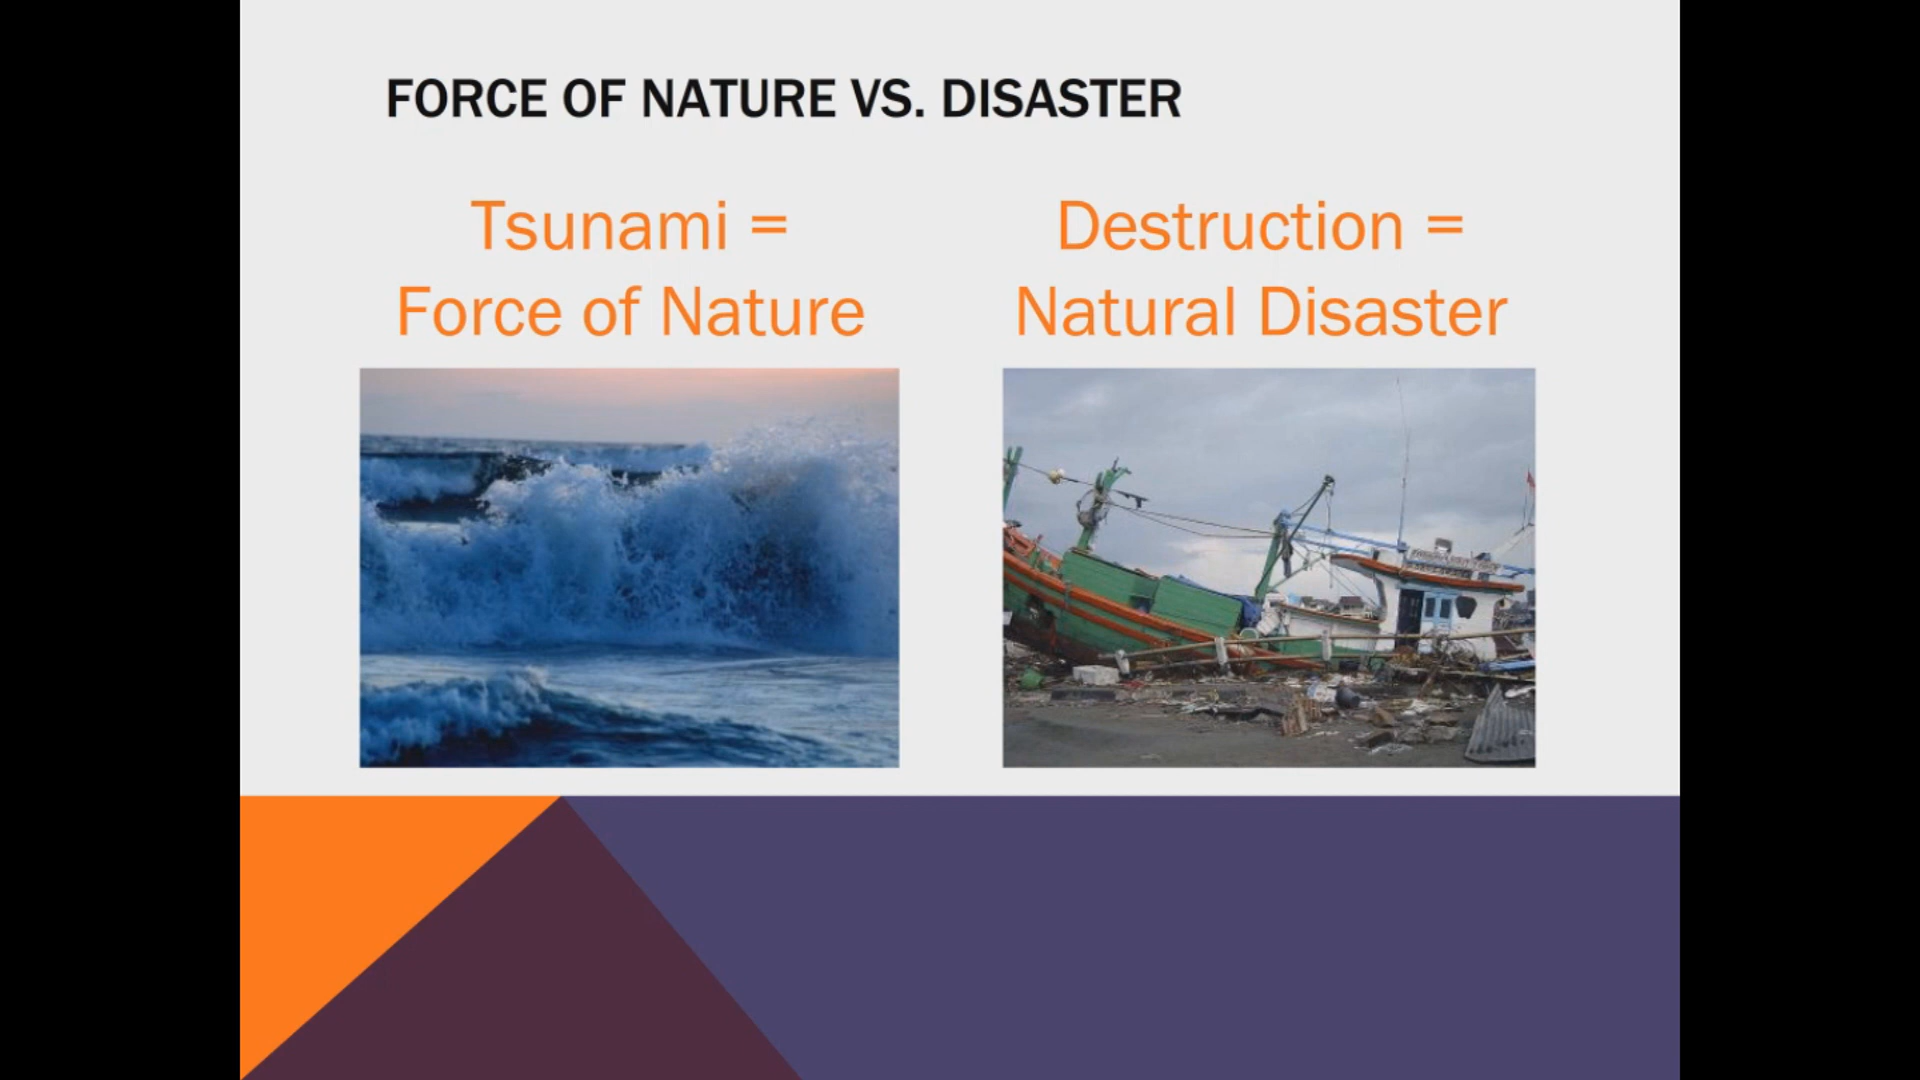 FORCE OF NATURE VS. DISASTER
Tsunami =
Force of Nature
Destruction =
Natural Disaster